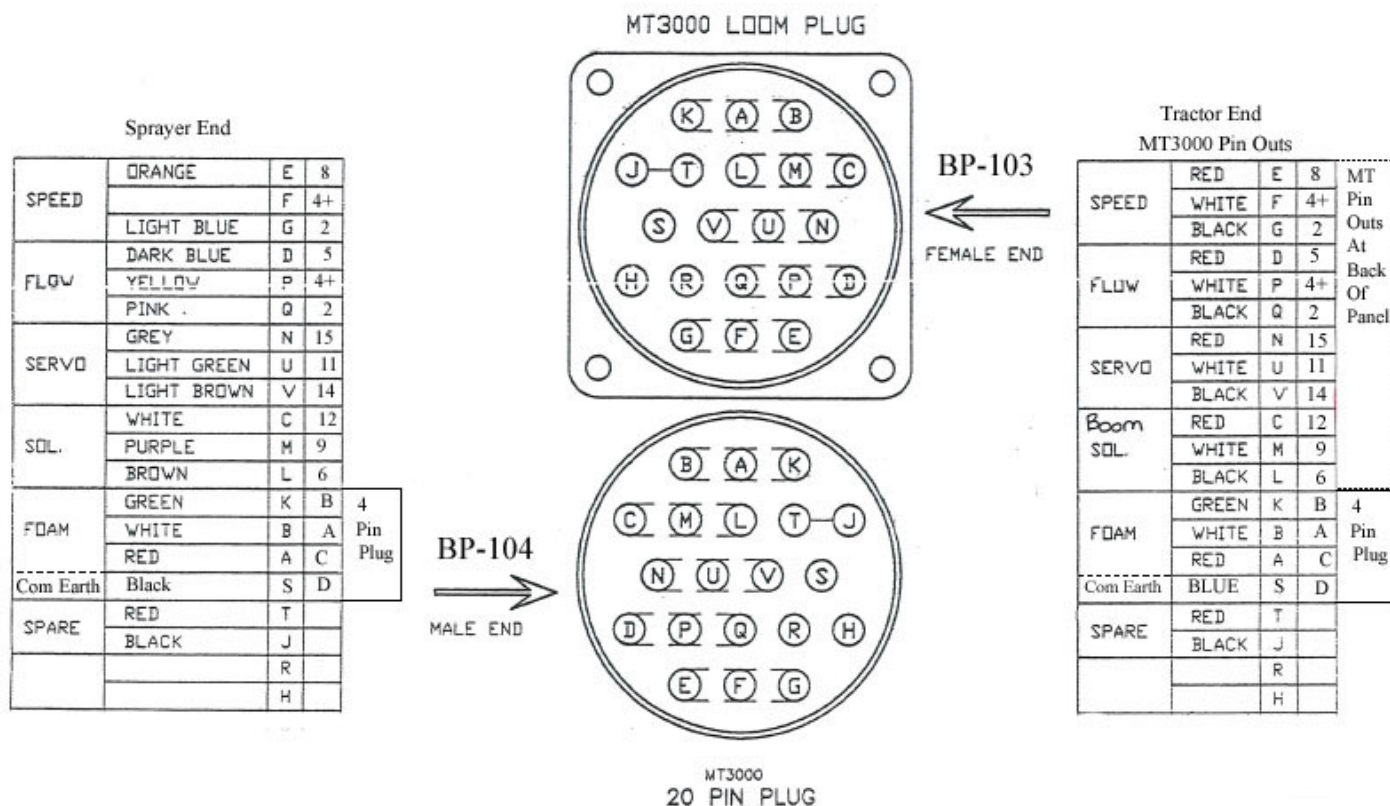 MT3000 LOOM PLUG
Sprayer End
SPEED ORANGE E 8
F 4+
LIGHT BLUE G 2
FLOW DARK BLUE D 5
YELLOW P 4+
PINK . Q 2
SERVO GREY N 15
LIGHT GREEN U 11
LIGHT BROWN V 14
SOL. WHITE C 12
PURPLE M 9
BROWN L 6
FOAM GREEN K B
WHITE B A
RED A C
Com Earth Black S D
SPARE RED T
BLACK J
R
H
4
Pin
Plug
K A B
J T L M C
S V U N
H R Q P D
G F E
BP-103
FEMALE END
B A K
C M L T J
N U V S
D P Q R H
E F G
BP-104
MALE END
MT3000
20 PIN PLUG
Tractor End
MT3000 Pin Outs
SPEED RED E 8
WHITE F 4+
BLACK G 2
FLOW RED D 5
WHITE P 4+
BLACK Q 2
SERVO RED N 15
WHITE U 11
BLACK V 14
Boom RED C 12
SOL. WHITE M 9
BLACK L 6
FOAM GREEN K B
WHITE B A
RED A C
Com Earth BLUE S D
SPARE RED T
BLACK J
R
H
MT
Pin
Outs
At
Back
Of
Panel
4
Pin
Plug